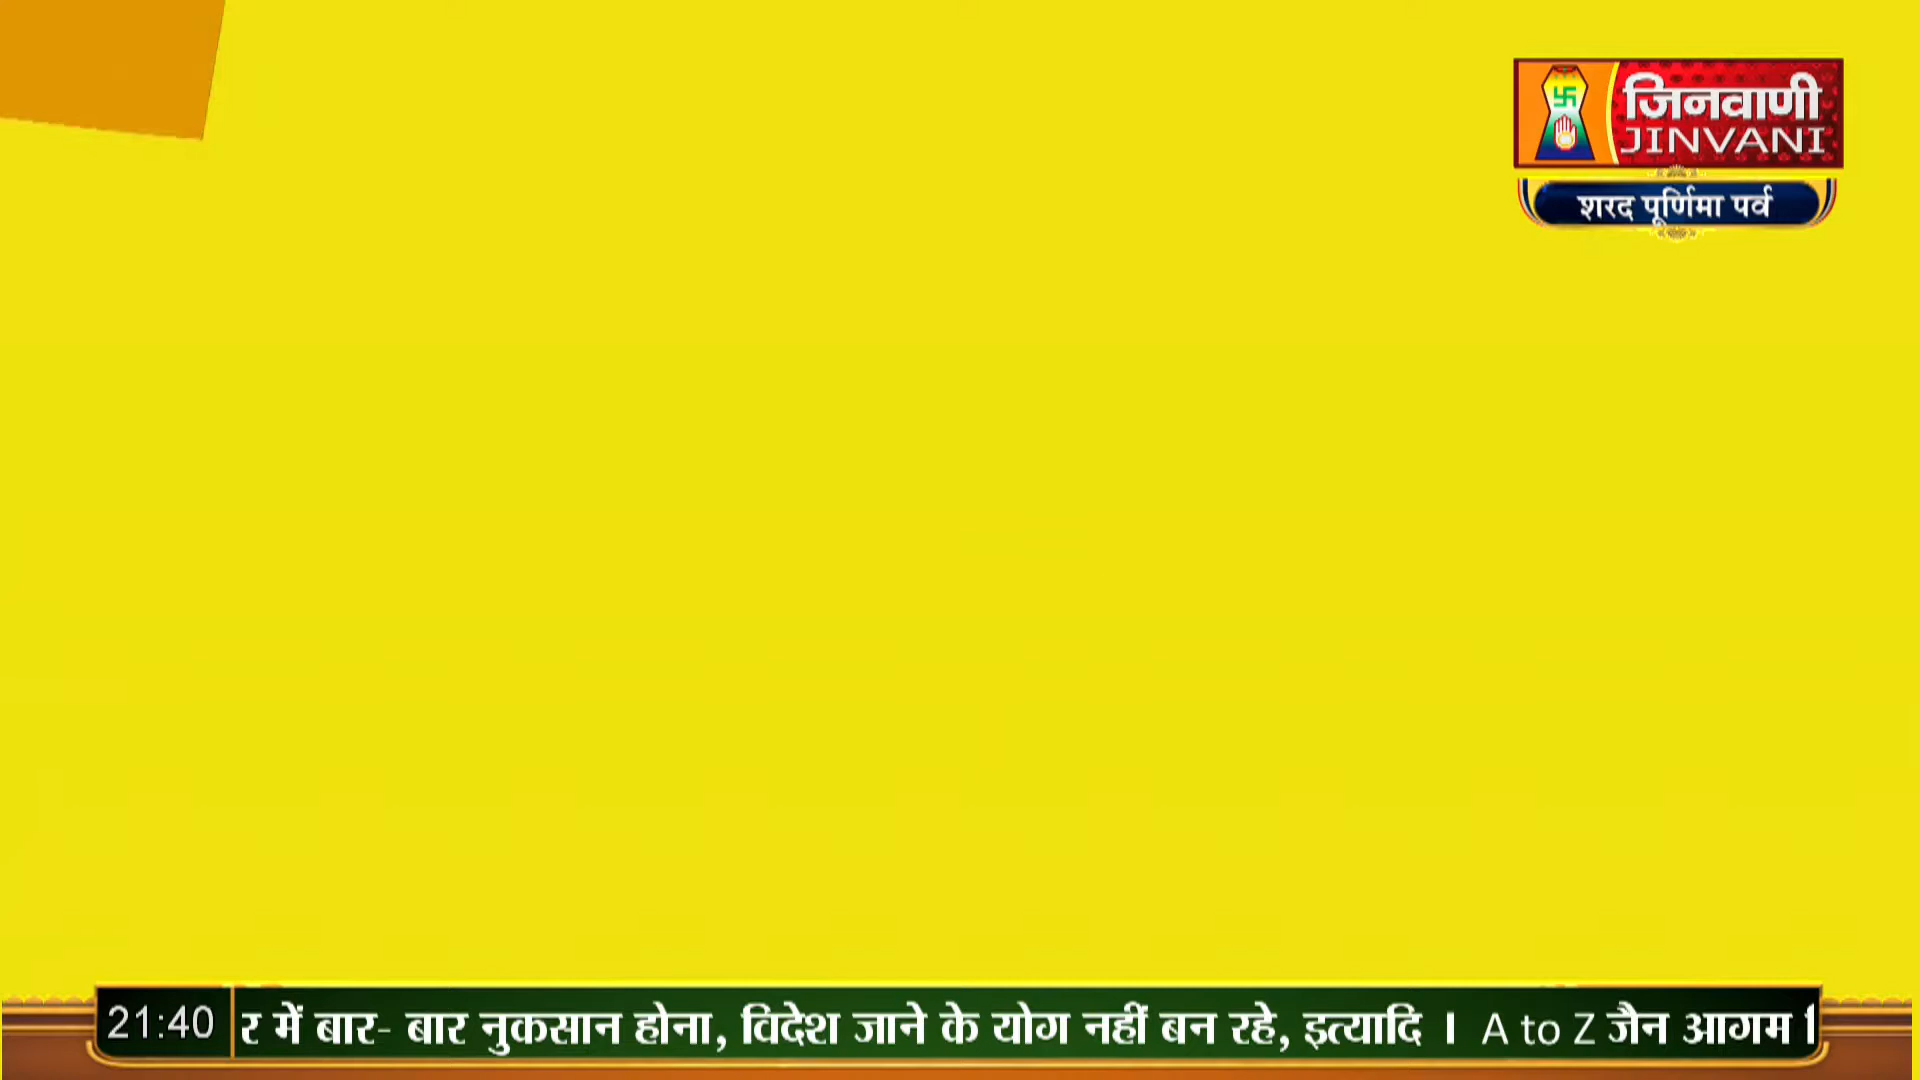 जिनवाणी
JINVANI
शरद पूर्णिमा पर्व
21:40
र में बार- बार नुकसान होना, विदेश जाने के योग नहीं बन रहे, इत्यादि । A to Z जैन आगम